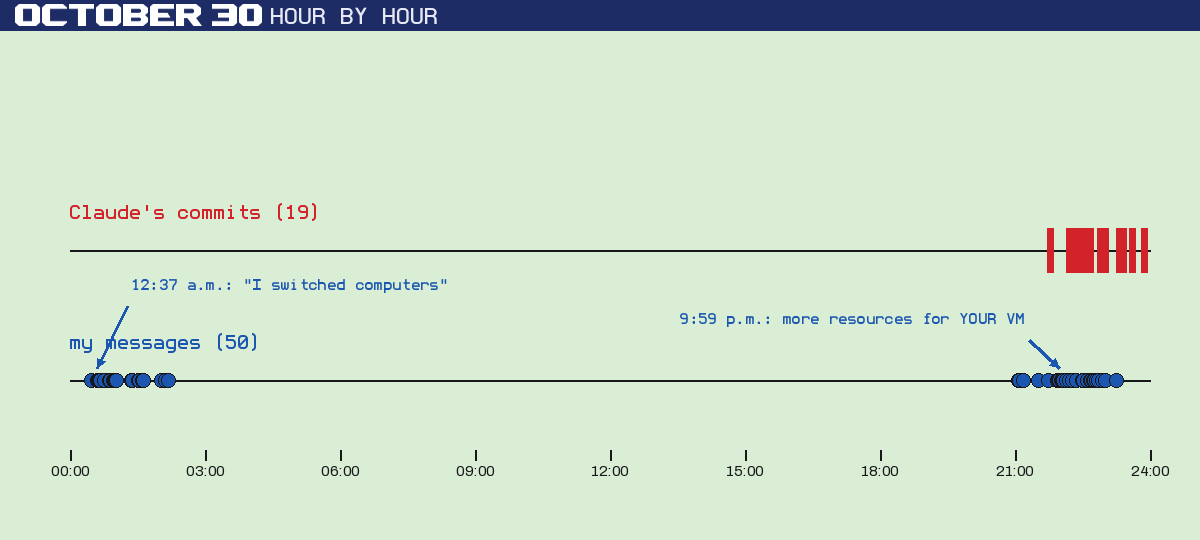 OCTOBER 30 HOUR BY HOUR
Claude's commits (19)
12:37 a.m.: "I switched computers"
9:59 p.m.: more resources for YOUR VM
my messages (50)
00:00 03:00 06:00 09:00 12:00 15:00 18:00 21:00 24:00